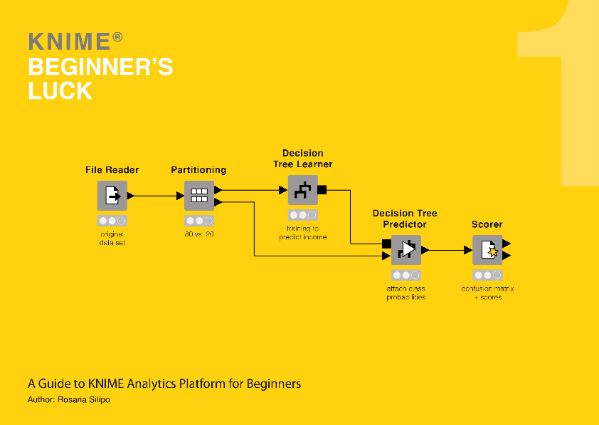 KNIME®
BEGINNER'S
LUCK
1
File Reader
original
data set
Partitioning
80 vs. 20
Decision
Tree Learner
training to
predict income
Decision Tree
Predictor
attach class
probabilities
Scorer
confusion matrix
+ scores
A Guide to KNIME Analytics Platform for Beginners
Author: Rosaria Silipo